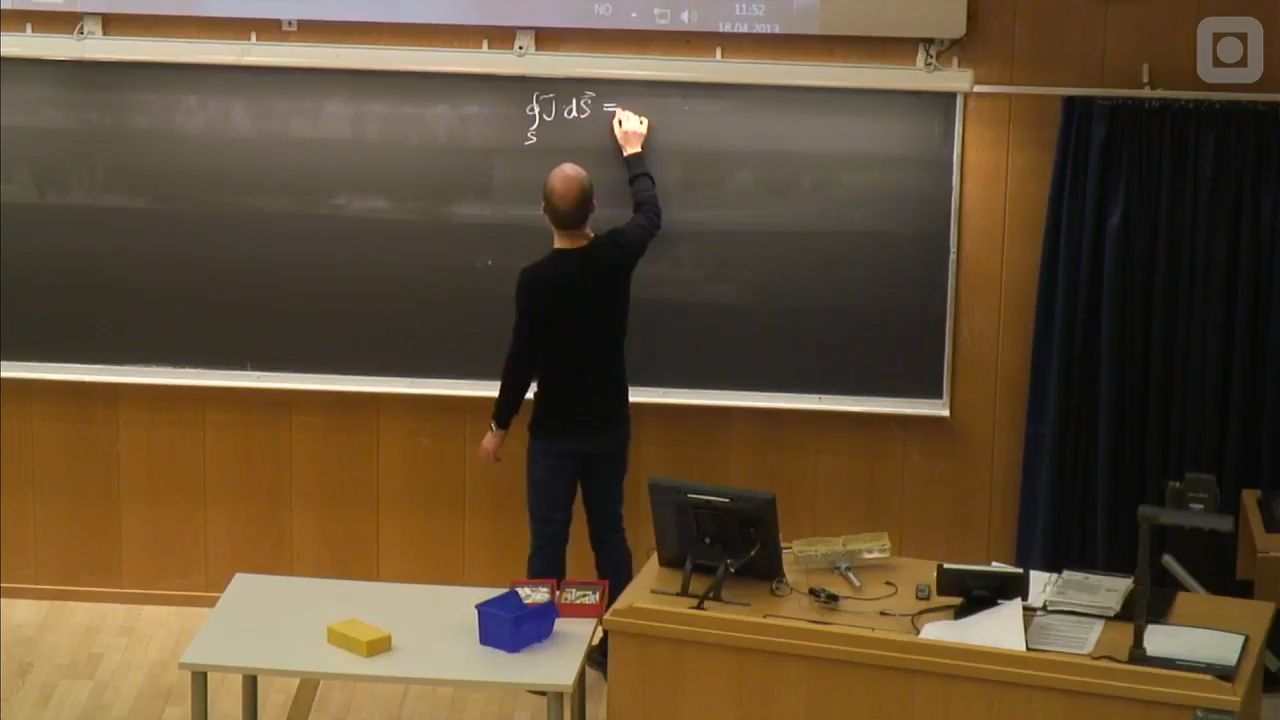 NO 11:52
18.04.2013
∮ J⃗ dS⃗ =
S